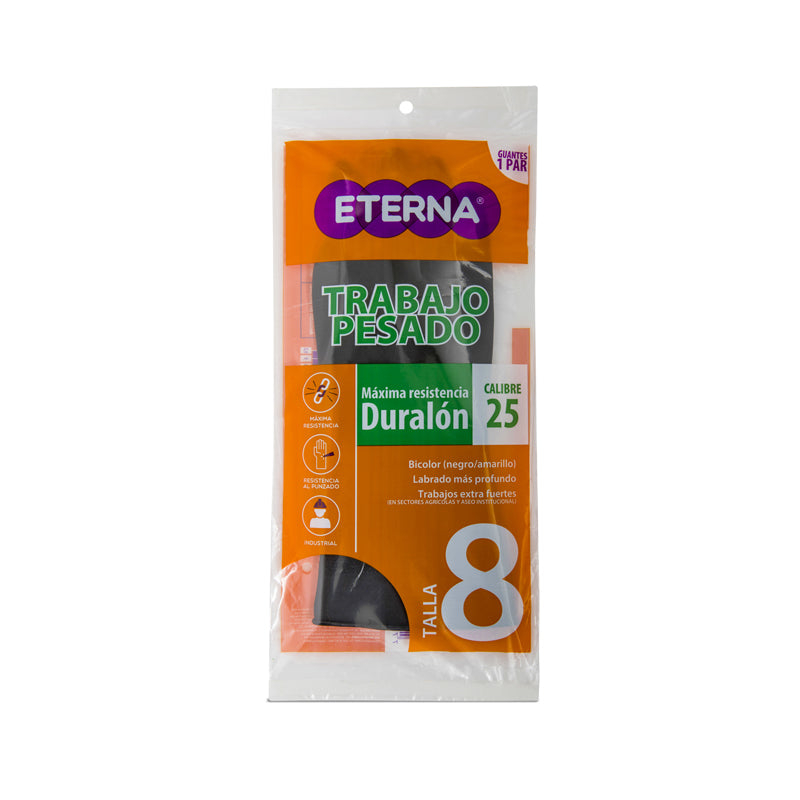 GUANTES
1 PAR
ETERNA®
TRABAJO
PESADO
Máxima resistencia
Duralón
CALIBRE
25
MÁXIMA
RESISTENCIA
RESISTENCIA
AL PUNZADO
INDUSTRIAL
Bicolor (negro/amarillo)
Labrado más profundo
Trabajos extra fuertes
(EN SECTORES AGRÍCOLAS Y ASEO INSTITUCIONAL)
TALLA
8